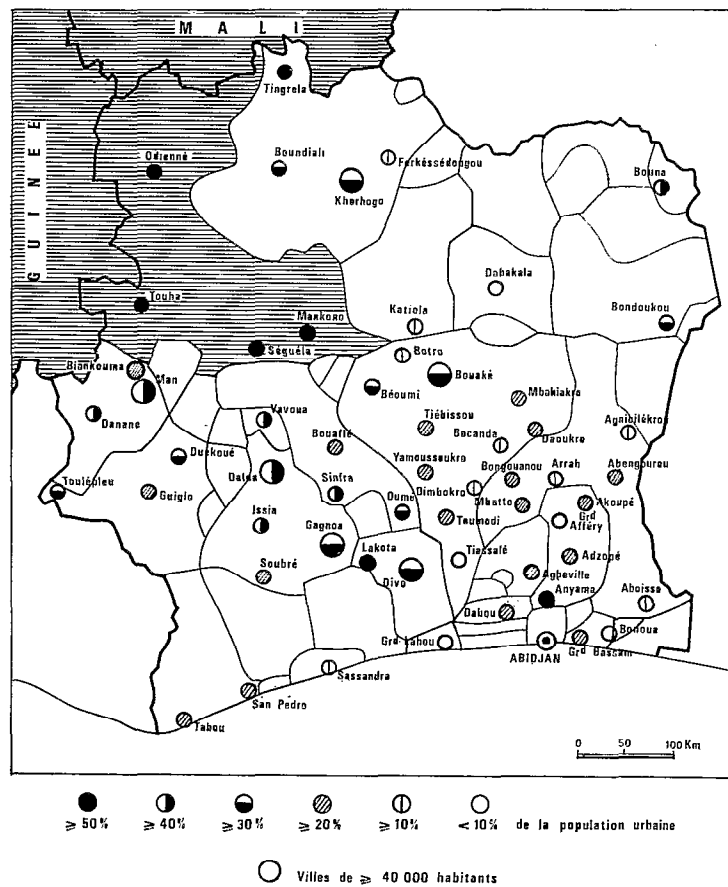 M A L I
GUINEE
Tingrela
Odienné
Boundiali
Ferkéssédougou
Khorhogo
Bouna
Dabakala
Touba
Mankono
Katiola
Bondoukou
Séguéla
Botro
Biankouma
Man
Bouaké
Béoumi
Mbakiakro
Danane
Vavoua
Tiébissou
Agnibilékrou
Bouaflé
Bocanda
Daoukro
Duékoué
Daloa
Yamoussoukro
Bongouanou
Arrah
Abengourou
Toulépleu
Guiglo
Sinfra
Dimbokro
Mbatto
Grd
Akoupé
Issia
Oume
Toumodi
Afféry
Gagnoa
Lakota
Tiassalé
Adzopé
Soubré
Divo
Agboville
Anyama
Aboisso
Dabou
Bonoua
Grd Lahou
ABIDJAN
Grd Bassam
Sassandra
San Pedro
Tabou
0 50 100 Km
⩾ 50% ⩾ 40% ⩾ 30% ⩾ 20% ⩾ 10% < 10% de la population urbaine
Villes de ⩾ 40 000 habitants